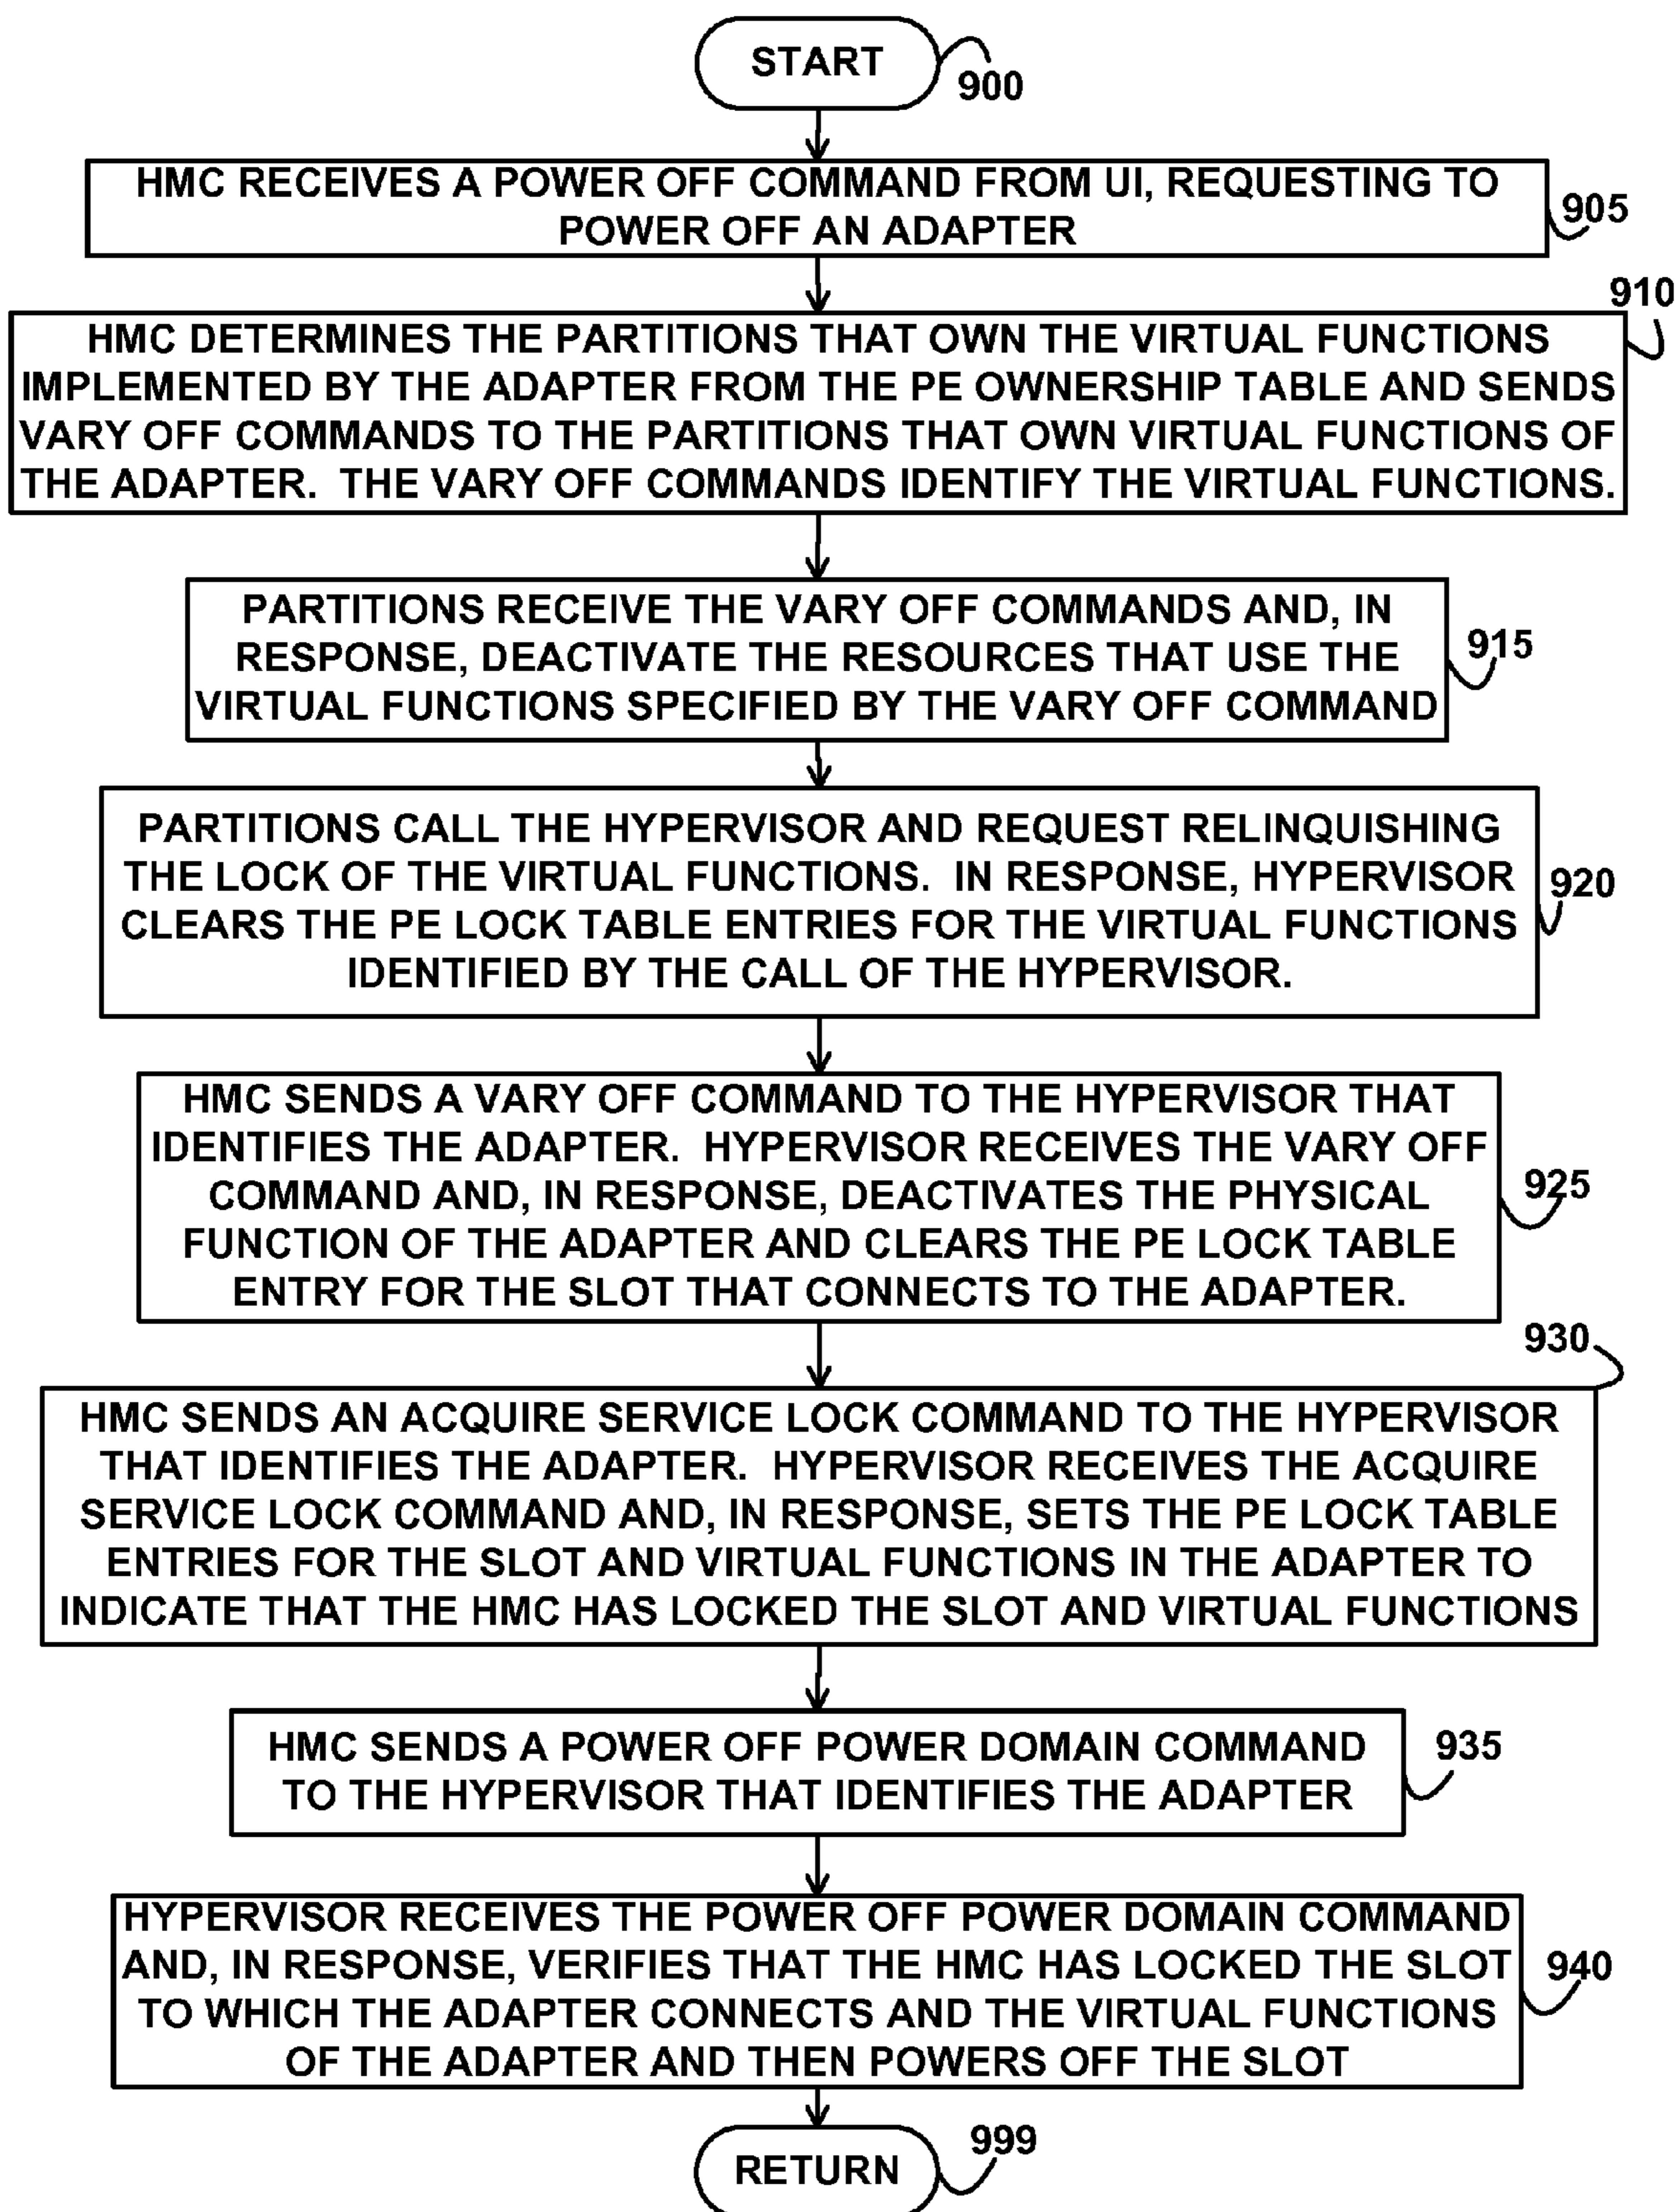 START
900
HMC RECEIVES A POWER OFF COMMAND FROM UI, REQUESTING TO
POWER OFF AN ADAPTER
905
910
HMC DETERMINES THE PARTITIONS THAT OWN THE VIRTUAL FUNCTIONS
IMPLEMENTED BY THE ADAPTER FROM THE PE OWNERSHIP TABLE AND SENDS
VARY OFF COMMANDS TO THE PARTITIONS THAT OWN VIRTUAL FUNCTIONS OF
THE ADAPTER. THE VARY OFF COMMANDS IDENTIFY THE VIRTUAL FUNCTIONS.
PARTITIONS RECEIVE THE VARY OFF COMMANDS AND, IN
RESPONSE, DEACTIVATE THE RESOURCES THAT USE THE
VIRTUAL FUNCTIONS SPECIFIED BY THE VARY OFF COMMAND
915
PARTITIONS CALL THE HYPERVISOR AND REQUEST RELINQUISHING
THE LOCK OF THE VIRTUAL FUNCTIONS. IN RESPONSE, HYPERVISOR
CLEARS THE PE LOCK TABLE ENTRIES FOR THE VIRTUAL FUNCTIONS
IDENTIFIED BY THE CALL OF THE HYPERVISOR.
920
HMC SENDS A VARY OFF COMMAND TO THE HYPERVISOR THAT
IDENTIFIES THE ADAPTER. HYPERVISOR RECEIVES THE VARY OFF
COMMAND AND, IN RESPONSE, DEACTIVATES THE PHYSICAL
FUNCTION OF THE ADAPTER AND CLEARS THE PE LOCK TABLE
ENTRY FOR THE SLOT THAT CONNECTS TO THE ADAPTER.
925
930
HMC SENDS AN ACQUIRE SERVICE LOCK COMMAND TO THE HYPERVISOR
THAT IDENTIFIES THE ADAPTER. HYPERVISOR RECEIVES THE ACQUIRE
SERVICE LOCK COMMAND AND, IN RESPONSE, SETS THE PE LOCK TABLE
ENTRIES FOR THE SLOT AND VIRTUAL FUNCTIONS IN THE ADAPTER TO
INDICATE THAT THE HMC HAS LOCKED THE SLOT AND VIRTUAL FUNCTIONS
HMC SENDS A POWER OFF POWER DOMAIN COMMAND
TO THE HYPERVISOR THAT IDENTIFIES THE ADAPTER
935
HYPERVISOR RECEIVES THE POWER OFF POWER DOMAIN COMMAND
AND, IN RESPONSE, VERIFIES THAT THE HMC HAS LOCKED THE SLOT
TO WHICH THE ADAPTER CONNECTS AND THE VIRTUAL FUNCTIONS
OF THE ADAPTER AND THEN POWERS OFF THE SLOT
940
RETURN
999